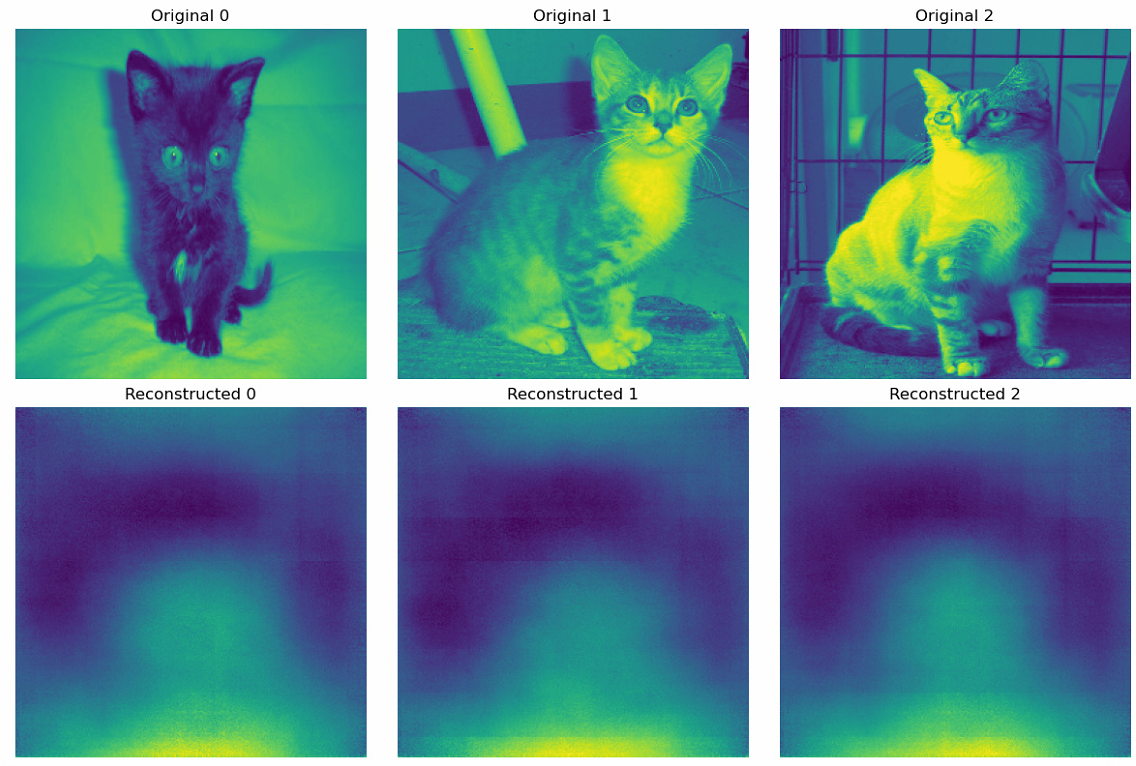 Original 0
Original 1
Original 2
Reconstructed 0
Reconstructed 1
Reconstructed 2